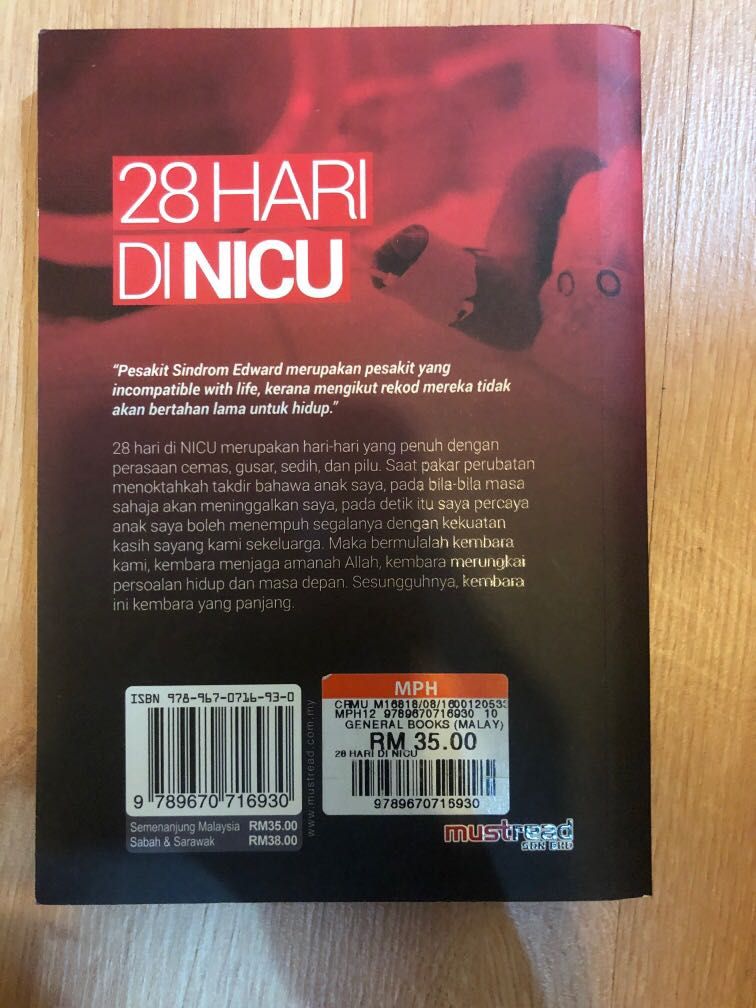 28 HARI
DI NICU
"Pesakit Sindrom Edward merupakan pesakit yang
incompatible with life, kerana mengikut rekod mereka tidak
akan bertahan lama untuk hidup."
28 hari di NICU merupakan hari-hari yang penuh dengan
perasaan cemas, gusar, sedih, dan pilu. Saat pakar perubatan
menoktahkah takdir bahawa anak saya, pada bila-bila masa
sahaja akan meninggalkan saya, pada detik itu saya percaya
anak saya boleh menempuh segalanya dengan kekuatan
kasih sayang kami sekeluarga. Maka bermulalah kembara
kami, kembara menjaga amanah Allah, kembara merungkai
persoalan hidup dan masa depan. Sesungguhnya, kembara
ini kembara yang panjang.
ISBN 978-967-0716-93-0
9 789670 716930
Semenanjung Malaysia RM35.00
Sabah & Sarawak RM38.00
www.mustread.com.my
MPH
CRMU M16818/08/1600120533
MPH12 9789670716930 10
GENERAL BOOKS (MALAY)
RM 35.00
28 HARI DI NICU
9789670716930
mustread
SDN BHD